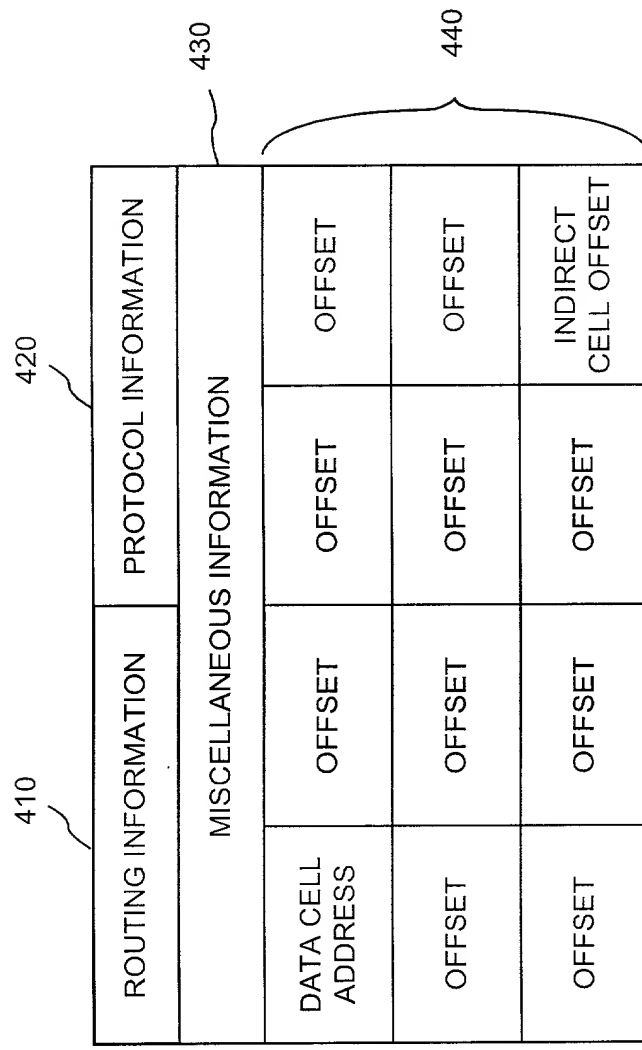 410
420
ROUTING INFORMATION
PROTOCOL INFORMATION
430
MISCELLANEOUS INFORMATION
DATA CELL
ADDRESS
OFFSET
OFFSET
OFFSET
440
OFFSET
OFFSET
OFFSET
OFFSET
OFFSET
OFFSET
OFFSET
INDIRECT
CELL OFFSET